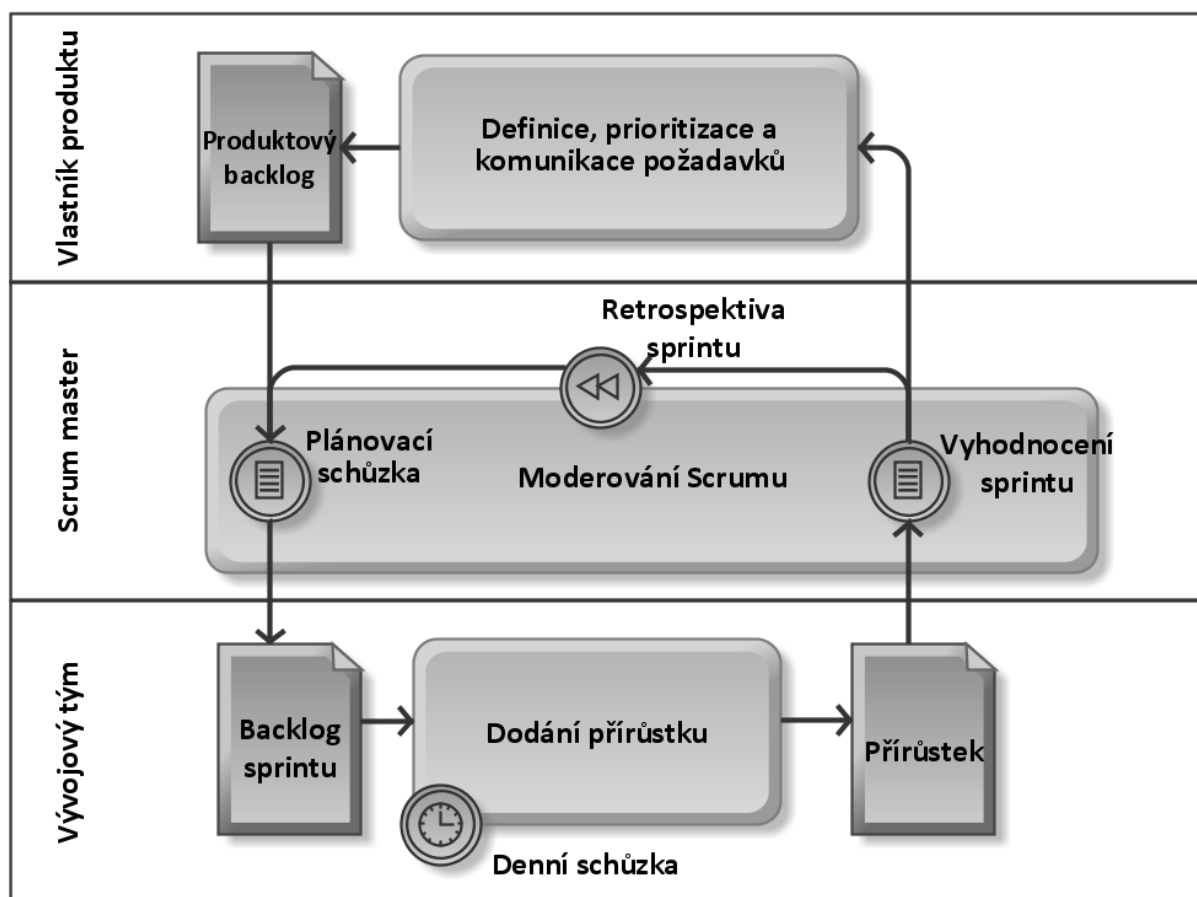 Vlastník produktu
Produktový
backlog
Definice, prioritizace a
komunikace požadavků
Scrum master
Retrospektiva
sprintu
Plánovací
schůzka
Moderování Scrumu
Vyhodnocení
sprintu
Vývojový tým
Backlog
sprintu
Dodání přírůstku
Přírůstek
Denní schůzka